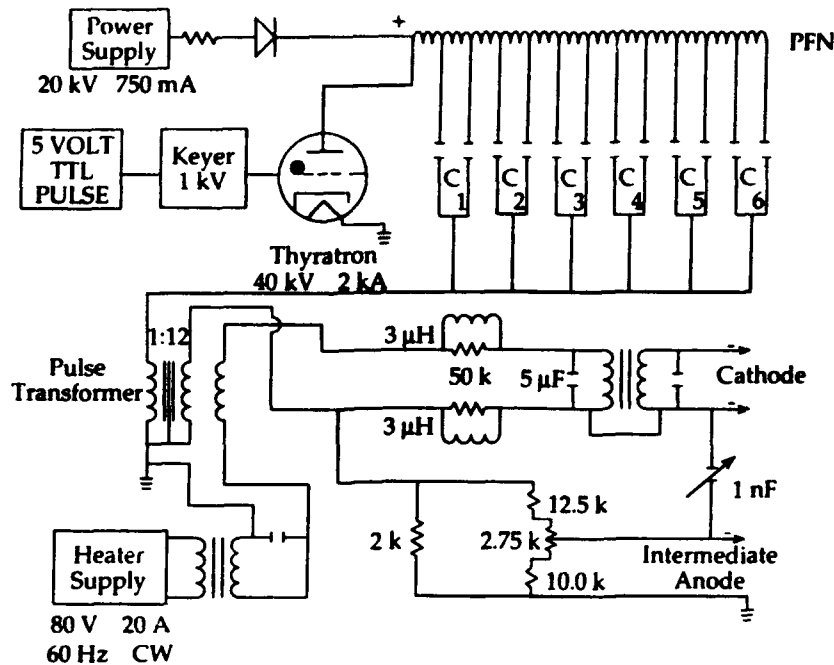 Power
Supply
20 kV 750 mA
+
PFN
5 VOLT
TTL
PULSE
Keyer
1 kV
Thyratron
40 kV 2 kA
C
1
C
2
C
3
C
4
C
5
C
6
1:12
Pulse
Transformer
3 µH
50 k
3 µH
5 µF
-
Cathode
-
1 nF
2 k
12.5 k
2.75 k
10.0 k
-
Intermediate
Anode
Heater
Supply
80 V 20 A
60 Hz CW